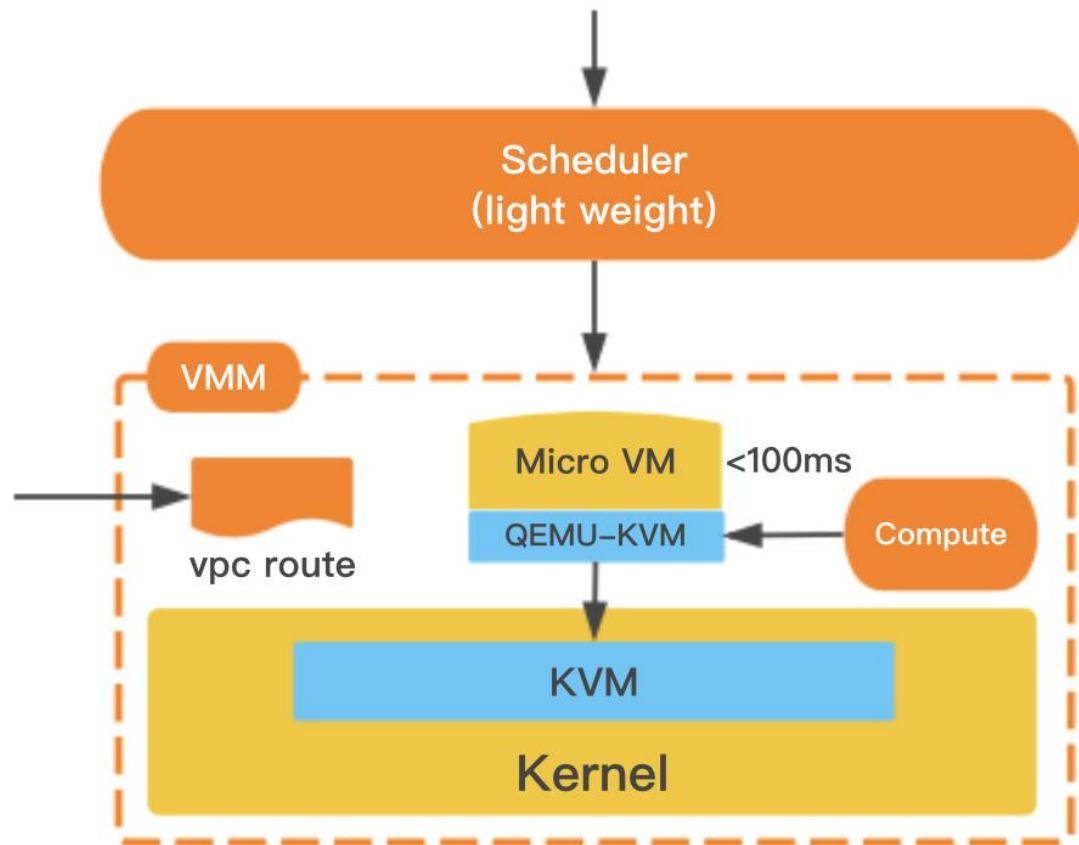 Scheduler
(light weight)
VMM
Micro VM
<100ms
QEMU-KVM
Compute
vpc route
KVM
Kernel